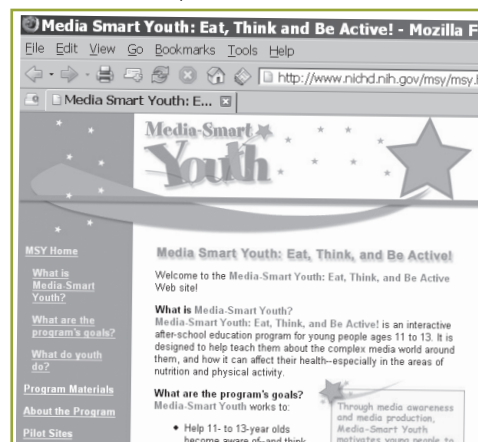 Media Smart Youth: Eat, Think and Be Active! - Mozilla F
File Edit View Go Bookmarks Tools Help
http://www.nichd.nih.gov/msy/msy.
Media Smart Youth: E...
Media-Smart
Youth
MSY Home
What is
Media-Smart
Youth?
What are the
program's goals?
What do youth
do?
Program Materials
About the Program
Pilot Sites
Media Smart Youth: Eat, Think, and Be Active!
Welcome to the Media-Smart Youth: Eat, Think, and Be Active
Web site!
What is Media-Smart Youth?
Media-Smart Youth: Eat, Think, and Be Active! is an interactive
after-school education program for young people ages 11 to 13. It is
designed to help teach them about the complex media world around
them, and how it can affect their health--especially in the areas of
nutrition and physical activity.
What are the program's goals?
Media-Smart Youth works to:
Help 11- to 13-year olds
become aware of--and think
Through media awareness
and media production,
Media-Smart Youth
motivates young people to